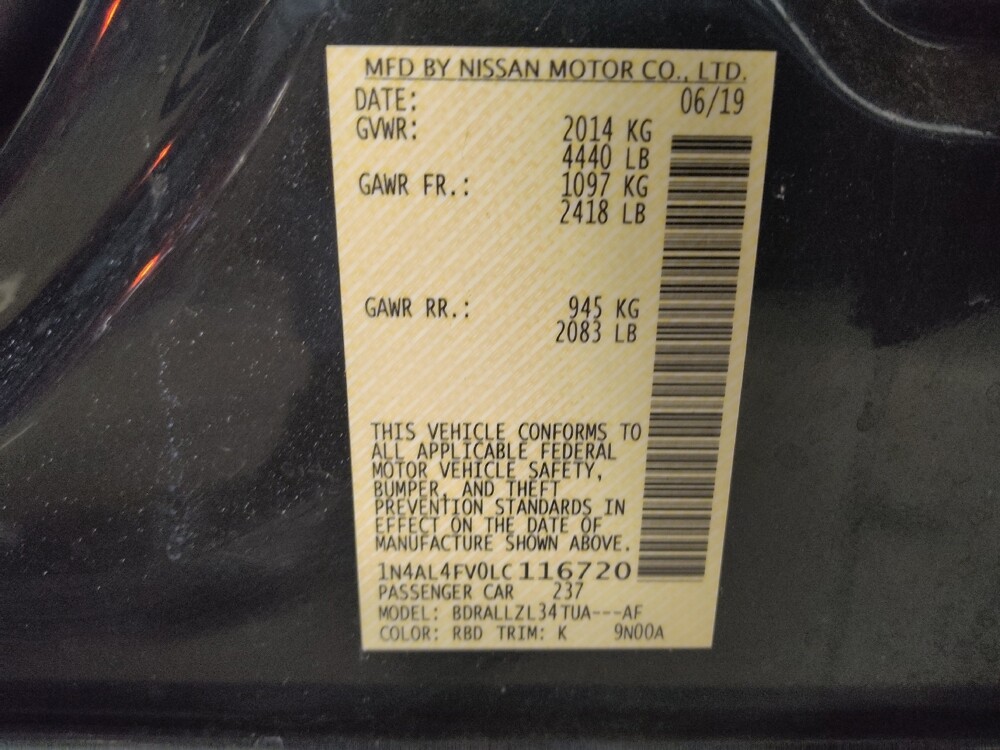 MFD BY NISSAN MOTOR CO., LTD.
DATE: 06/19
GVWR: 2014 KG
4440 LB
GAWR FR.: 1097 KG
2418 LB
GAWR RR.: 945 KG
2083 LB
THIS VEHICLE CONFORMS TO
ALL APPLICABLE FEDERAL
MOTOR VEHICLE SAFETY,
BUMPER, AND THEFT
PREVENTION STANDARDS IN
EFFECT ON THE DATE OF
MANUFACTURE SHOWN ABOVE.
1N4AL4FV0LC116720
PASSENGER CAR 237
MODEL: BDRALLZL34TUA---AF
COLOR: RBD TRIM: K 9N00A